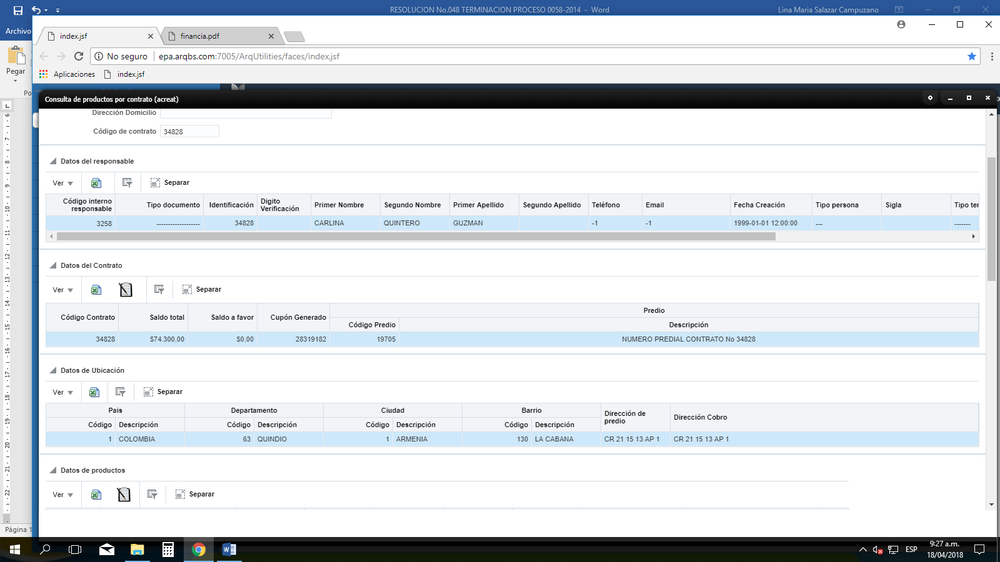 RESOLUCION No.048 TERMINACION PROCESO 0058-2014 - Word
Lina Maria Salazar Campuzano
Archivo
index.jsf
financia.pdf
No seguro
epa.arqbs.com:7005/ArqUtilities/faces/index.jsf
Aplicaciones
index.jsf
Pegar
Po
Consulta de productos por contrato (acreat)
Dirección Domicilio
Código de contrato 34828
Datos del responsable
Ver Separar
Código interno responsable Tipo documento Identificación Digito Verificación Primer Nombre Segundo Nombre Primer Apellido Segundo Apellido Teléfono Email Fecha Creación Tipo persona Sigla Tipo ter
3258 ------------------- 34828 CARLINA QUINTERO GUZMAN -1 -1 1999-01-01 12:00:00 --- -------
Datos del Contrato
Ver Separar
Código Contrato Saldo total Saldo a favor Cupón Generado Predio
Código Predio Descripción
34828 $74.300,00 $0,00 28319182 19705 NUMERO PREDIAL CONTRATO No 34828
Datos de Ubicación
Ver Separar
Pais Departamento Ciudad Barrio Dirección de predio Dirección Cobro
Código Descripción Código Descripción Código Descripción Código Descripción
1 COLOMBIA 63 QUINDIO 1 ARMENIA 130 LA CABANA CR 21 15 13 AP 1 CR 21 15 13 AP 1
Datos de productos
Ver Separar
Página 1
ESP
9:27 a.m.
18/04/2018